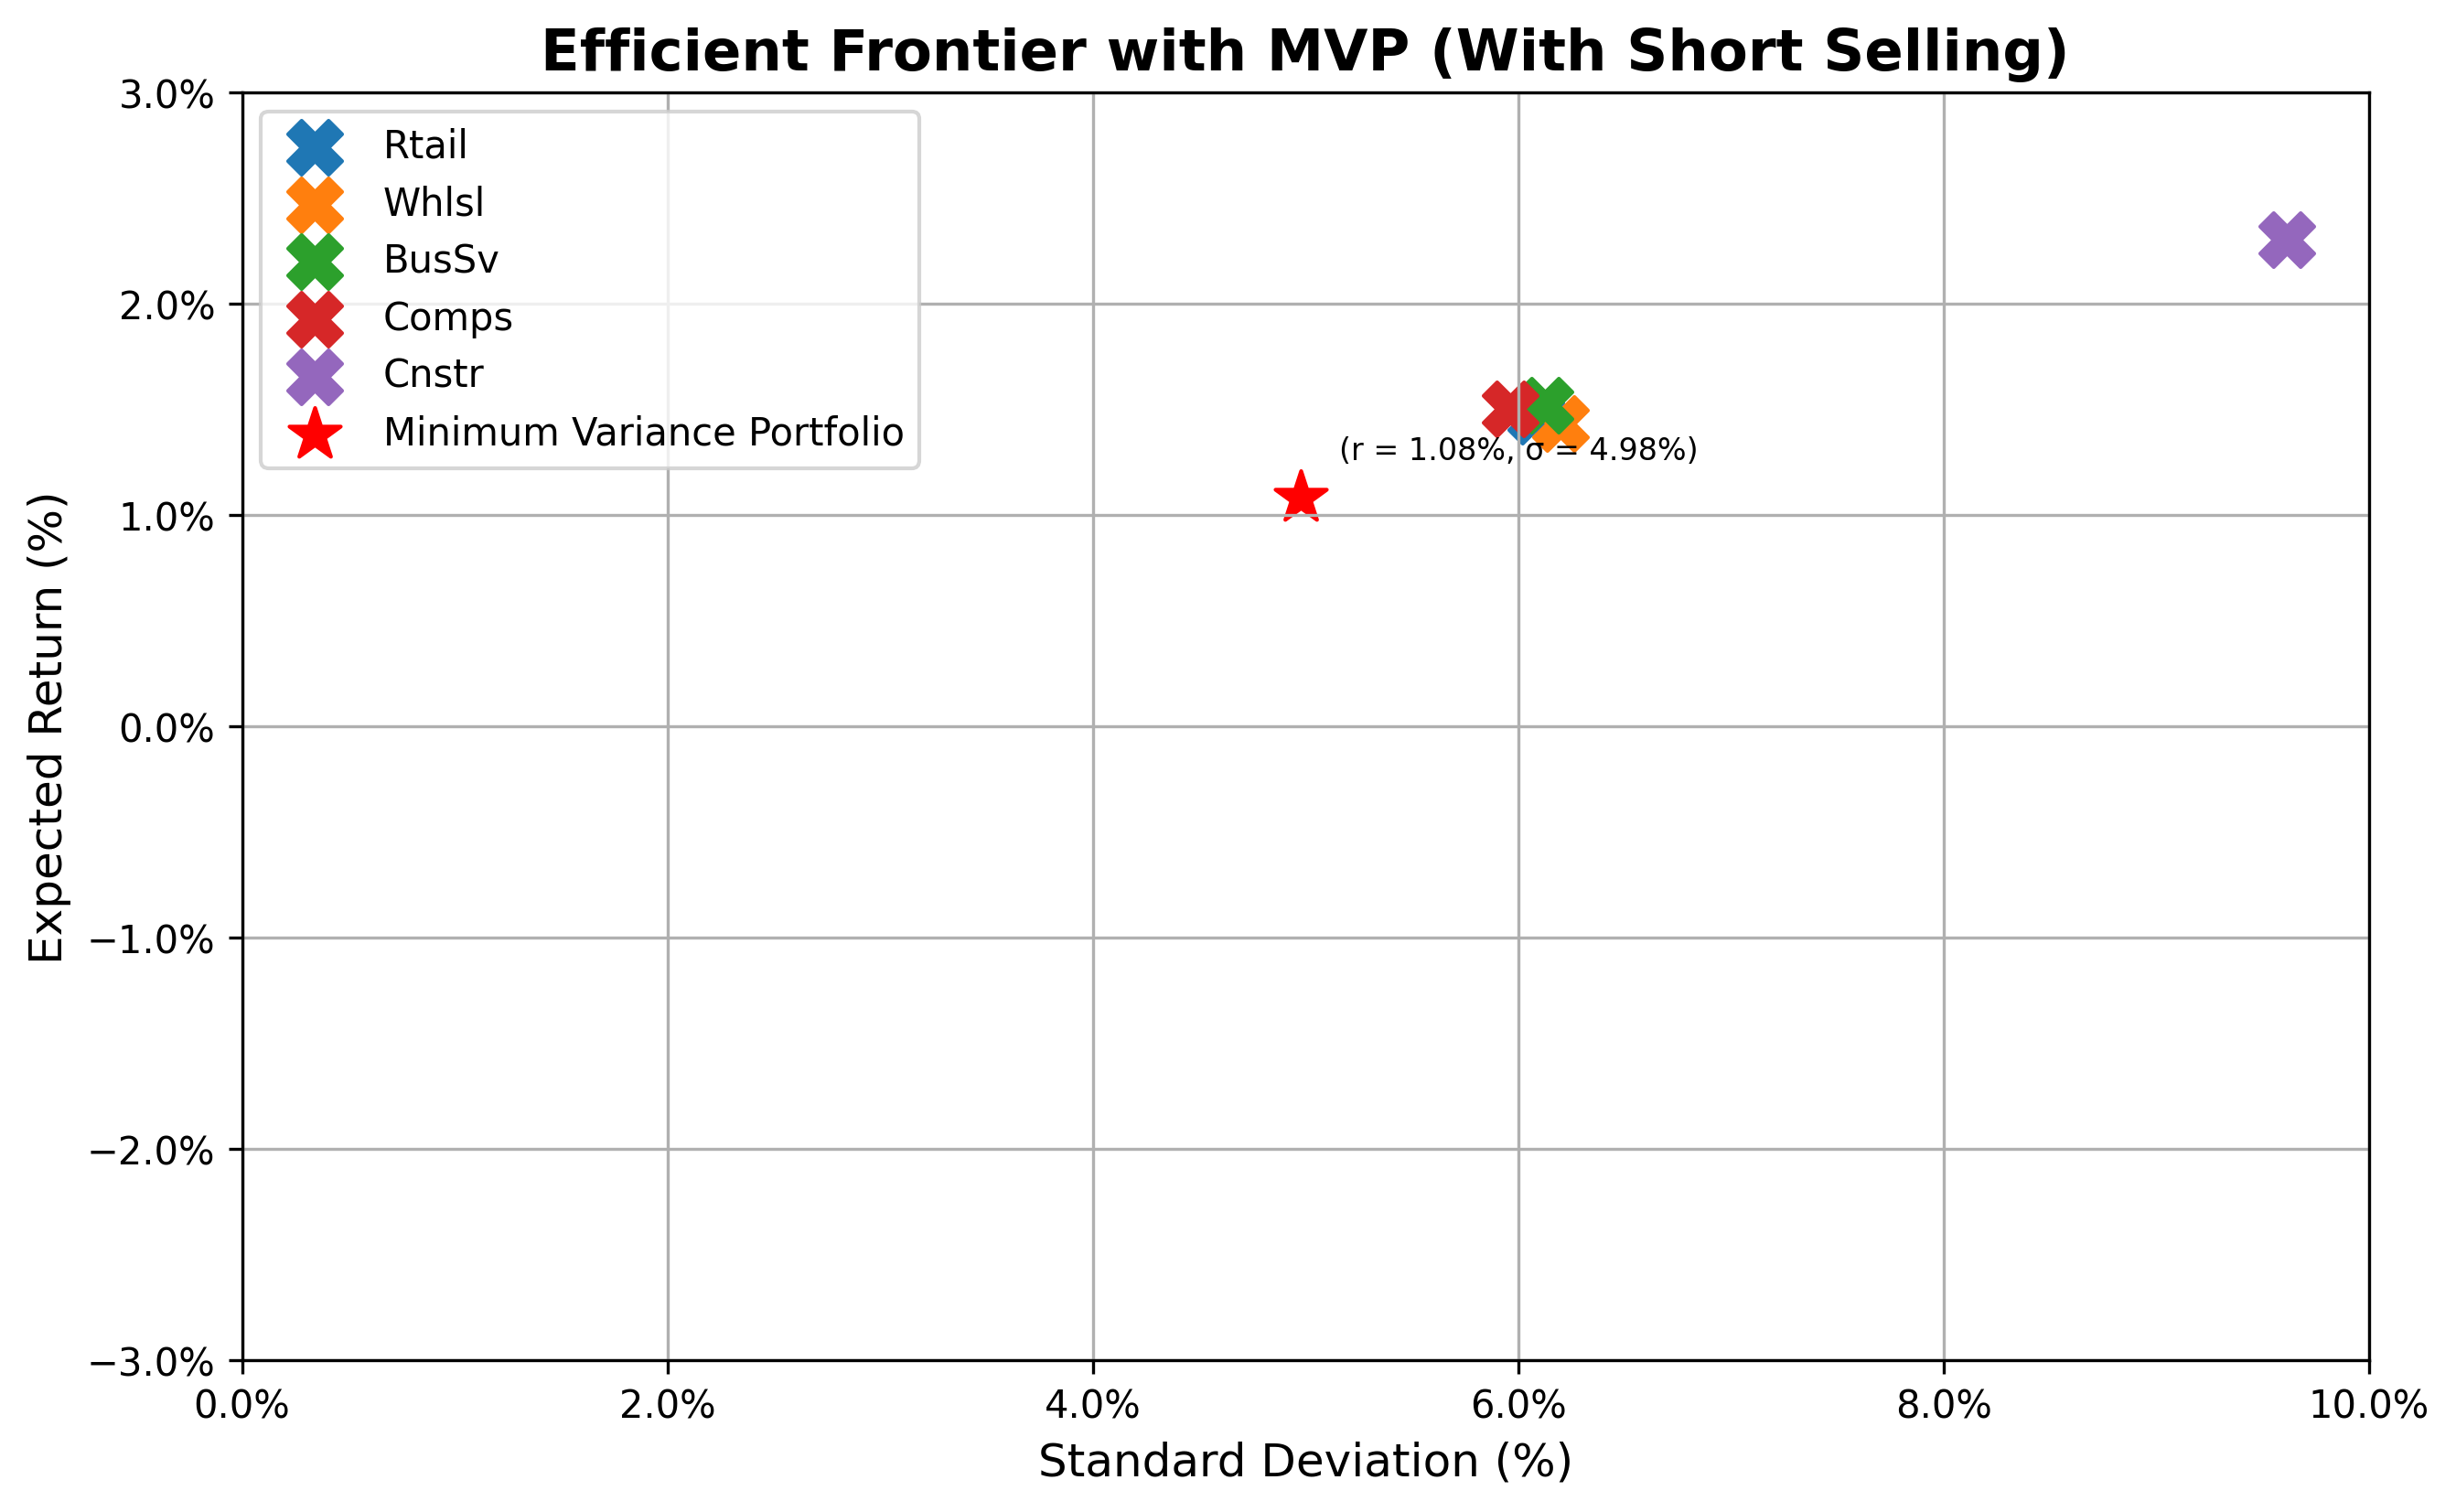 Efficient Frontier with MVP (With Short Selling)
3.0%
2.0%
1.0%
0.0%
−1.0%
−2.0%
−3.0%
Expected Return (%)
Rtail
Whlsl
BusSv
Comps
Cnstr
Minimum Variance Portfolio
(r = 1.08%, σ = 4.98%)
0.0% 2.0% 4.0% 6.0% 8.0% 10.0%
Standard Deviation (%)